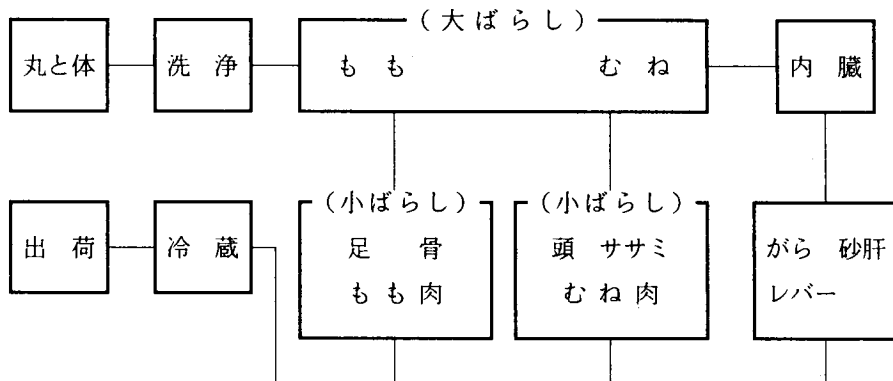 (大ばらし)
丸と体
洗 浄
も も
む ね
内 臓
(小ばらし)
(小ばらし)
出 荷
冷 蔵
足 骨
もも肉
頭 ササミ
むね肉
がら 砂肝
レバー